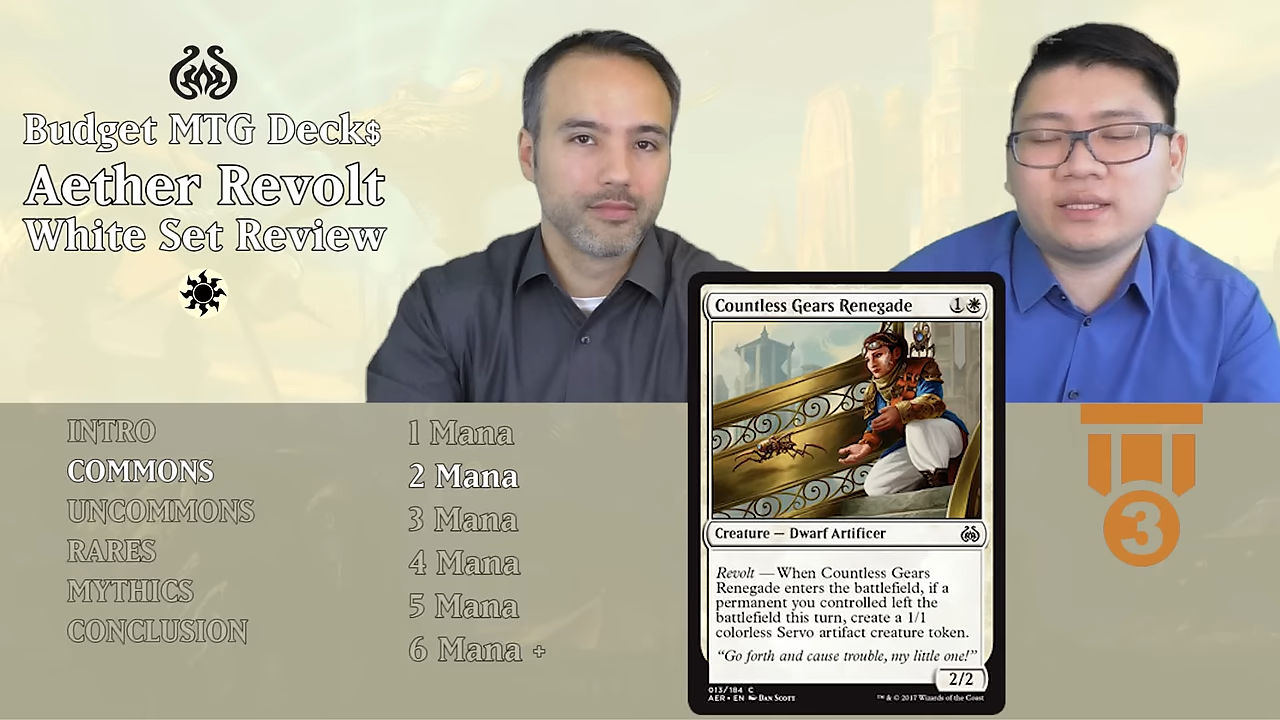 Budget MTG Deck$
Aether Revolt
White Set Review
INTRO
COMMONS
UNCOMMONS
RARES
MYTHICS
CONCLUSION
1 Mana
2 Mana
3 Mana
4 Mana
5 Mana
6 Mana +
Countless Gears Renegade 1
Creature — Dwarf Artificer
Revolt — When Countless Gears
Renegade enters the battlefield, if a
permanent you controlled left the
battlefield this turn, create a 1/1
colorless Servo artifact creature token.
"Go forth and cause trouble, my little one!"
2/2
013/184 C
AER • EN Dan Scott
™ & © 2017 Wizards of the Coast
3